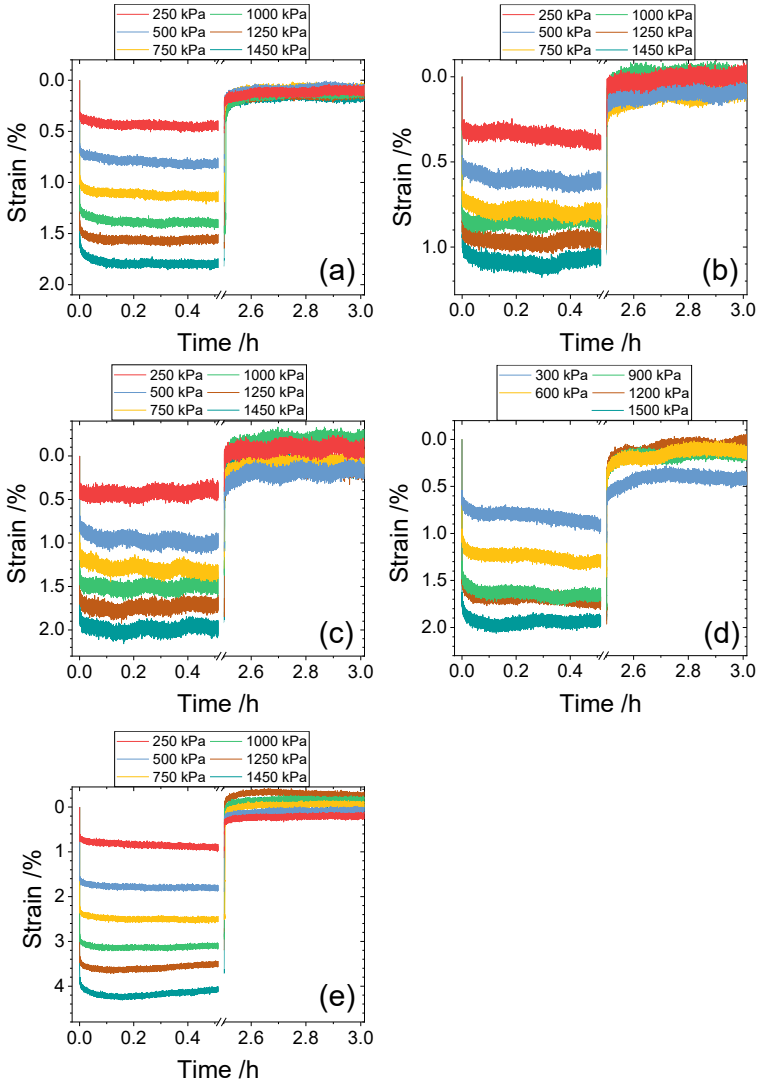 250 kPa 1000 kPa
500 kPa 1250 kPa
750 kPa 1450 kPa
0.0
0.5
1.0
1.5
2.0
Strain /%
(a)
0.0 0.2 0.4 2.6 2.8 3.0
Time /h
250 kPa 1000 kPa
500 kPa 1250 kPa
750 kPa 1450 kPa
0.0
0.5
1.0
Strain /%
(b)
0.0 0.2 0.4 2.6 2.8 3.0
Time /h
250 kPa 1000 kPa
500 kPa 1250 kPa
750 kPa 1450 kPa
0.0
0.5
1.0
1.5
2.0
Strain /%
(c)
0.0 0.2 0.4 2.6 2.8 3.0
Time /h
300 kPa 900 kPa
600 kPa 1200 kPa
1500 kPa
0.0
0.5
1.0
1.5
2.0
Strain /%
(d)
0.0 0.2 0.4 2.6 2.8 3.0
Time /h
250 kPa 1000 kPa
500 kPa 1250 kPa
750 kPa 1450 kPa
0
1
2
3
4
Strain /%
(e)
0.0 0.2 0.4 2.6 2.8 3.0
Time /h